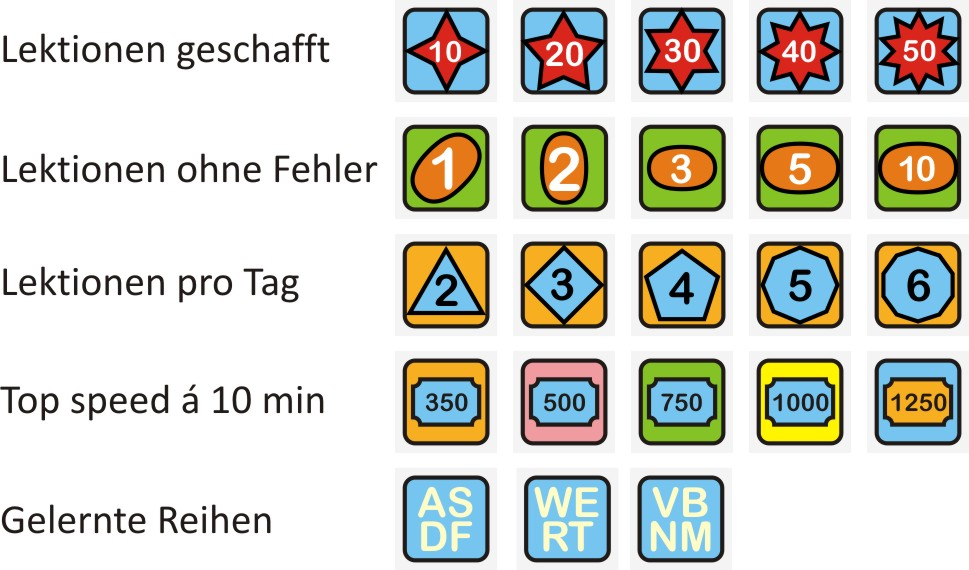 Lektionen geschafft 10 20 30 40 50
Lektionen ohne Fehler 1 2 3 5 10
Lektionen pro Tag 2 3 4 5 6
Top speed á 10 min 350 500 750 1000 1250
Gelernte Reihen
AS WE VB
DF RT NM